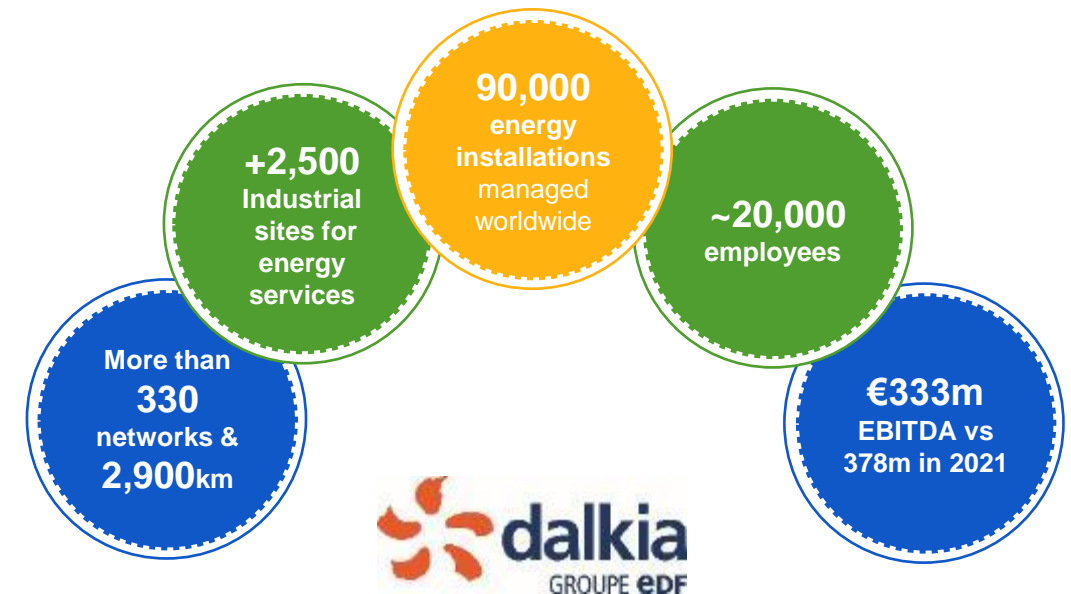 More than
330
networks &
2,900km
+2,500
Industrial
sites for
energy
services
90,000
energy
installations
managed
worldwide
~20,000
employees
€333m
EBITDA vs
378m in 2021
dalkia
GROUPE eDF